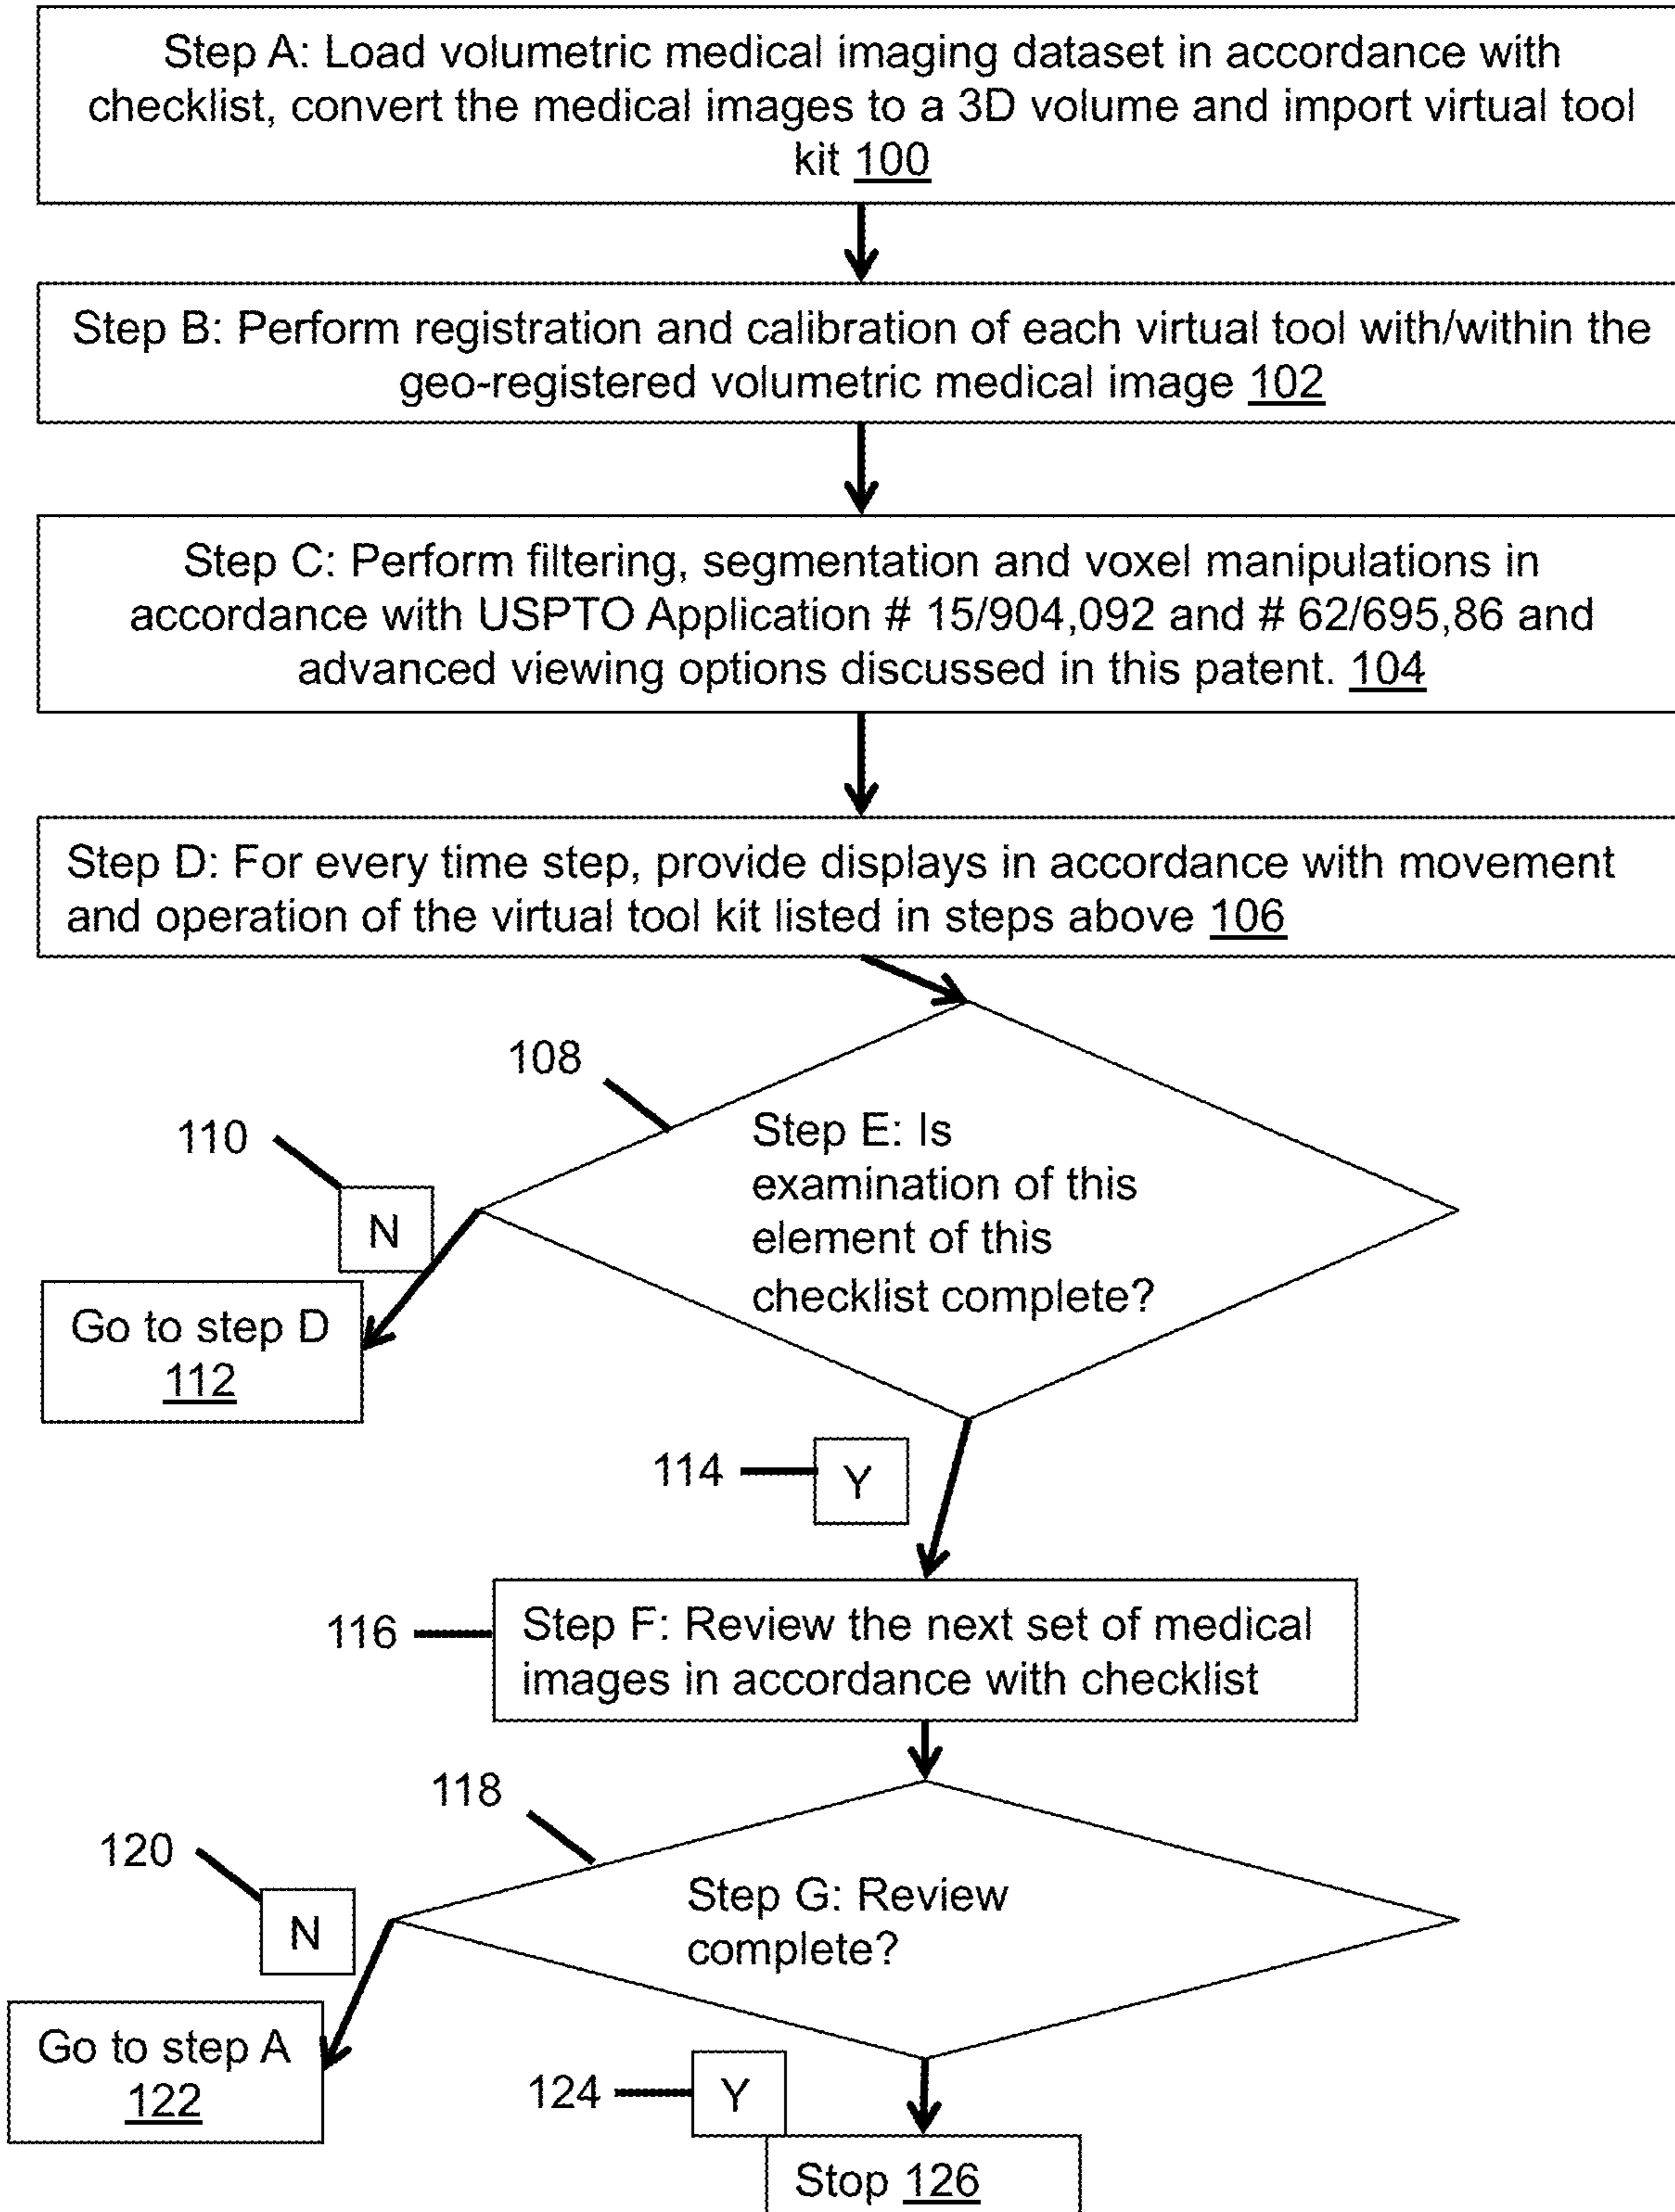 Step A: Load volumetric medical imaging dataset in accordance with
checklist, convert the medical images to a 3D volume and import virtual tool
kit 100
Step B: Perform registration and calibration of each virtual tool with/within the
geo-registered volumetric medical image 102
Step C: Perform filtering, segmentation and voxel manipulations in
accordance with USPTO Application # 15/904,092 and # 62/695,86 and
advanced viewing options discussed in this patent. 104
Step D: For every time step, provide displays in accordance with movement
and operation of the virtual tool kit listed in steps above 106
108
Step E: Is
examination of this
element of this
checklist complete?
110
N
Go to step D
112
114
Y
116
Step F: Review the next set of medical
images in accordance with checklist
118
Step G: Review
complete?
120
N
Go to step A
122
124
Y
Stop 126